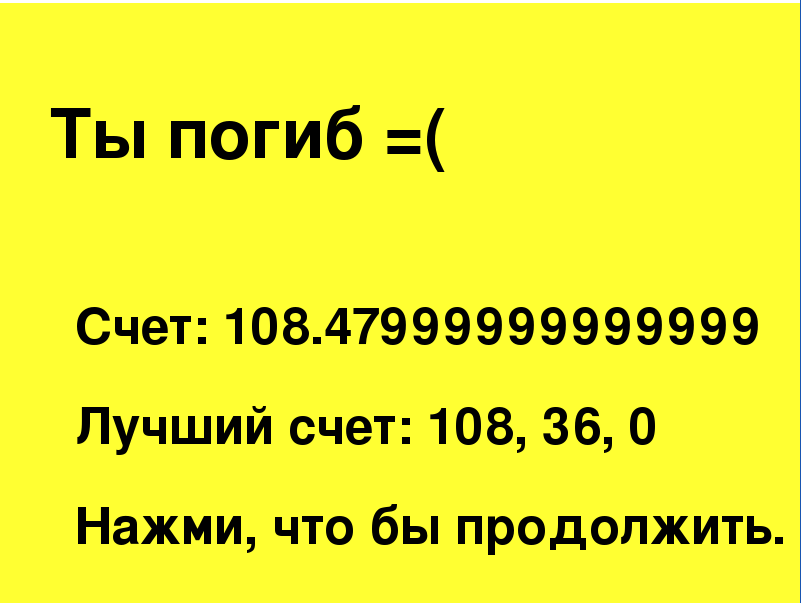 Ты погиб =(
Счет: 108.47999999999999
Лучший счет: 108, 36, 0
Нажми, что бы продолжить.